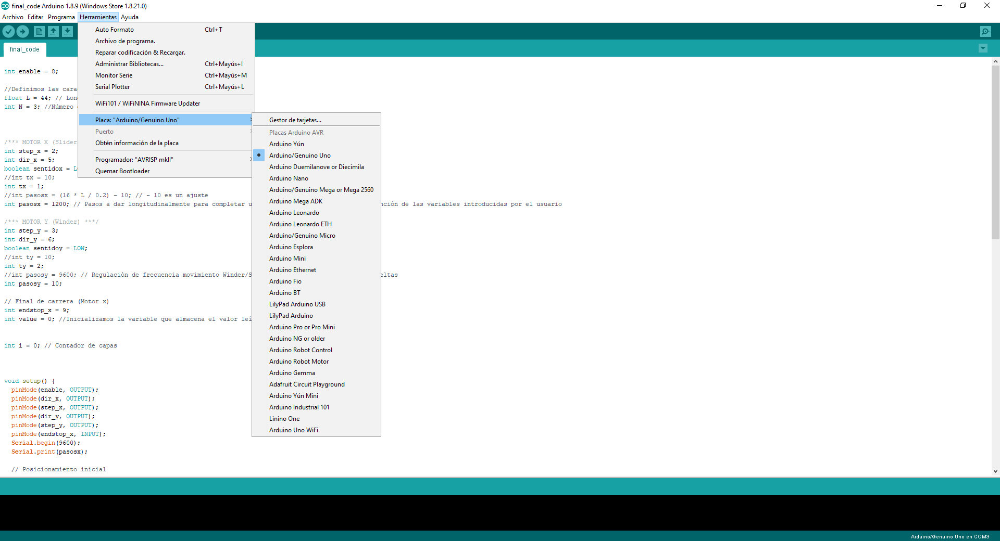 final_code Arduino 1.8.9 (Windows Store 1.8.21.0)
Archivo Editar Programa Herramientas Ayuda
final_code
Auto Formato Ctrl+T
Archivo de programa.
Reparar codificación & Recargar.
Administrar Bibliotecas... Ctrl+Mayús+I
Monitor Serie Ctrl+Mayús+M
Serial Plotter Ctrl+Mayús+L
WiFi101 / WiFiNINA Firmware Updater
Placa: "Arduino/Genuino Uno"
Puerto
Obtén información de la placa
Programador: "AVRISP mkII"
Quemar Bootloader
Gestor de tarjetas...
Placas Arduino AVR
Arduino Yún
Arduino/Genuino Uno
Arduino Duemilanove or Diecimila
Arduino Nano
Arduino/Genuino Mega or Mega 2560
Arduino Mega ADK
Arduino Leonardo
Arduino Leonardo ETH
Arduino/Genuino Micro
Arduino Esplora
Arduino Mini
Arduino Ethernet
Arduino Fio
Arduino BT
LilyPad Arduino USB
LilyPad Arduino
Arduino Pro or Pro Mini
Arduino NG or older
Arduino Robot Control
Arduino Robot Motor
Arduino Gemma
Adafruit Circuit Playground
Arduino Yún Mini
Arduino Industrial 101
Linino One
Arduino Uno WiFi
int enable = 8;
//Definimos las cara
float L = 44; // Lon
int N = 3; //Número
/*** MOTOR X (Slider
int step_x = 2;
int dir_x = 5;
boolean sentidox = L
//int tx = 10;
int tx = 1;
//int pasosx = (16 * L / 0.2) - 10; // - 10 es un ajuste
int pasosx = 1200; // Pasos a dar longitudinalmente para completar u nción de las variables introducidas por el usuario
/*** MOTOR Y (Winder) ***/
int step_y = 3;
int dir_y = 6;
boolean sentidoy = LOW;
//int ty = 10;
int ty = 2;
//int pasosy = 9600; // Regulación de frecuencia movimiento Winder/S eltas
int pasosy = 10;
// Final de carrera (Motor x)
int endstop_x = 9;
int value = 0; //Inicializamos la variable que almacena el valor leí
int i = 0; // Contador de capas
void setup() {
pinMode(enable, OUTPUT);
pinMode(dir_x, OUTPUT);
pinMode(step_x, OUTPUT);
pinMode(dir_y, OUTPUT);
pinMode(step_y, OUTPUT);
pinMode(endstop_x, INPUT);
Serial.begin(9600);
Serial.print(pasosx);
// Posicionamiento inicial
Arduino/Genuino Uno en COM3